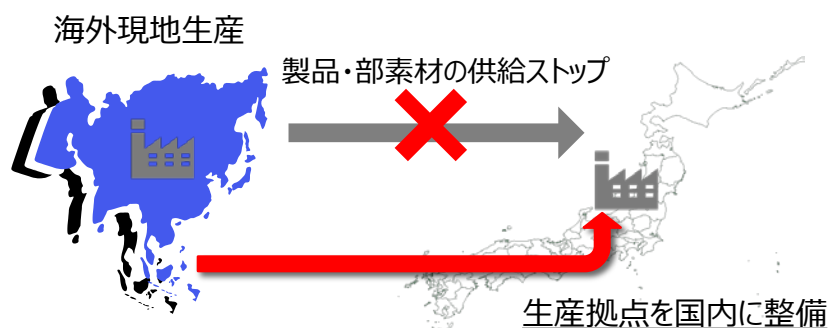 海外現地生産
製品・部素材の供給ストップ
生産拠点を国内に整備